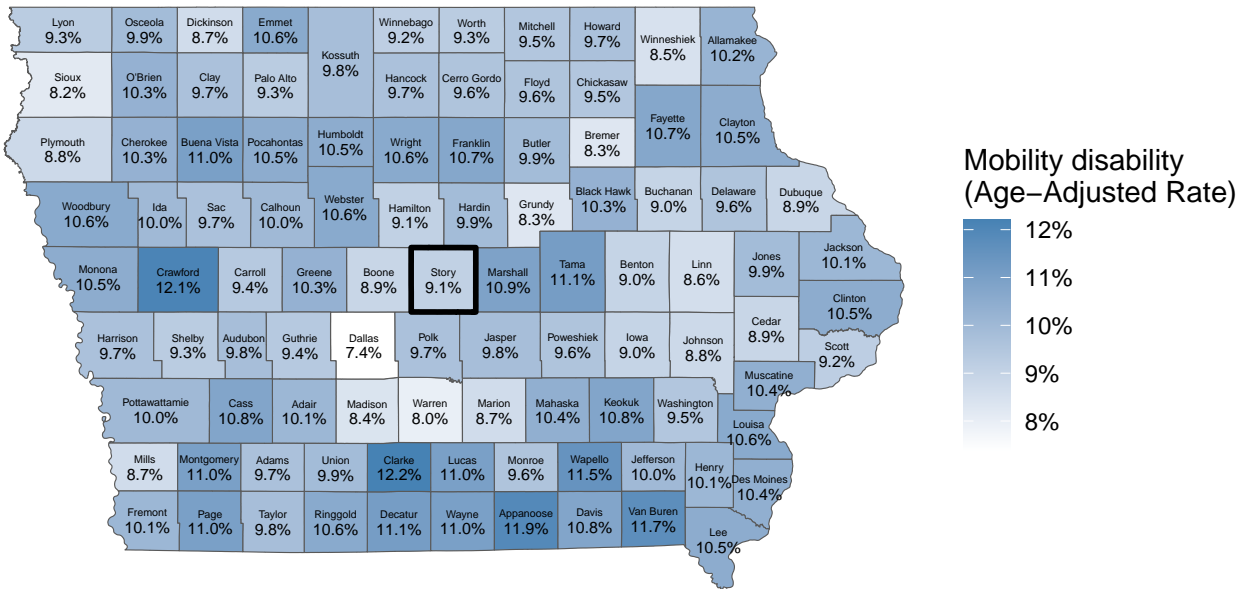 Lyon
9.3%
Osceola
9.9%
Dickinson
8.7%
Emmet
10.6%
Kossuth
9.8%
Winnebago
9.2%
Worth
9.3%
Mitchell
9.5%
Howard
9.7%
Winneshiek
8.5%
Allamakee
10.2%
Sioux
8.2%
O'Brien
10.3%
Clay
9.7%
Palo Alto
9.3%
Hancock
9.7%
Cerro Gordo
9.6%
Floyd
9.6%
Chickasaw
9.5%
Plymouth
8.8%
Cherokee
10.3%
Buena Vista
11.0%
Pocahontas
10.5%
Humboldt
10.5%
Wright
10.6%
Franklin
10.7%
Butler
9.9%
Bremer
8.3%
Fayette
10.7%
Clayton
10.5%
Woodbury
10.6%
Ida
10.0%
Sac
9.7%
Calhoun
10.0%
Webster
10.6%
Hamilton
9.1%
Hardin
9.9%
Grundy
8.3%
Black Hawk
10.3%
Buchanan
9.0%
Delaware
9.6%
Dubuque
8.9%
Monona
10.5%
Crawford
12.1%
Carroll
9.4%
Greene
10.3%
Boone
8.9%
Story
9.1%
Marshall
10.9%
Tama
11.1%
Benton
9.0%
Linn
8.6%
Jones
9.9%
Jackson
10.1%
Clinton
10.5%
Harrison
9.7%
Shelby
9.3%
Audubon
9.8%
Guthrie
9.4%
Dallas
7.4%
Polk
9.7%
Jasper
9.8%
Poweshiek
9.6%
Iowa
9.0%
Johnson
8.8%
Cedar
8.9%
Scott
9.2%
Muscatine
10.4%
Pottawattamie
10.0%
Cass
10.8%
Adair
10.1%
Madison
8.4%
Warren
8.0%
Marion
8.7%
Mahaska
10.4%
Keokuk
10.8%
Washington
9.5%
Louisa
10.6%
Mills
8.7%
Montgomery
11.0%
Adams
9.7%
Union
9.9%
Clarke
12.2%
Lucas
11.0%
Monroe
9.6%
Wapello
11.5%
Jefferson
10.0%
Henry
10.1%
Des Moines
10.4%
Fremont
10.1%
Page
11.0%
Taylor
9.8%
Ringgold
10.6%
Decatur
11.1%
Wayne
11.0%
Appanoose
11.9%
Davis
10.8%
Van Buren
11.7%
Lee
10.5%
Mobility disability
(Age−Adjusted Rate)
12%
11%
10%
9%
8%